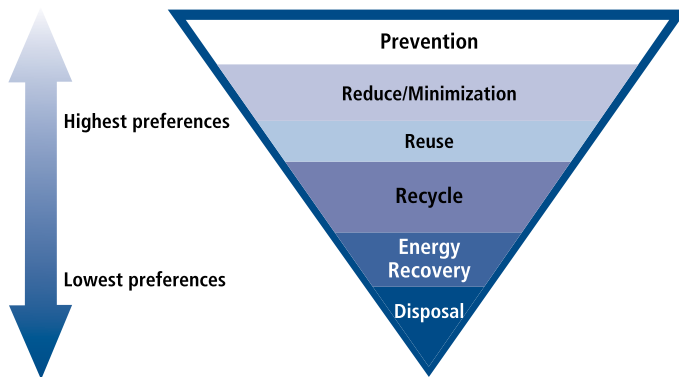 Prevention
Reduce/Minimization
Highest preferences
Reuse
Recycle
Energy
Recovery
Lowest preferences
Disposal